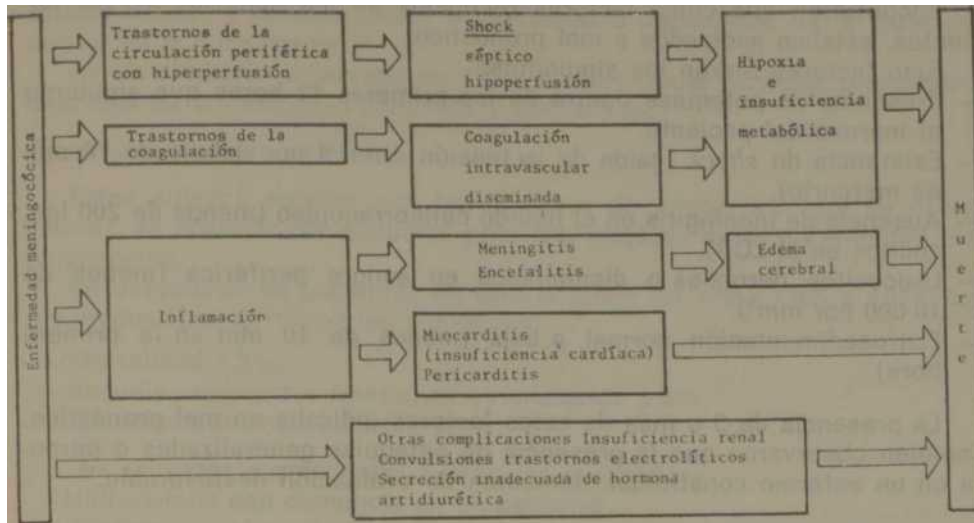 Enfermedad meningocócica
Trastornos de la
circulación periférica
con hiperperfusión
Shock
séptico
hipoperfusión
Hipoxia
e
insuficiencia
metabólica
Trastornos de la
coagulación
Coagulación
intravascular
diseminada
Inflamación
Meningitis
Encefalitis
Edema
cerebral
Miocarditis
(insuficiencia cardíaca)
Pericarditis
Otras complicaciones Insuficiencia renal
Convulsiones trastornos electrolíticos
Secreción inadecuada de hormona
artidiurética
Muerte